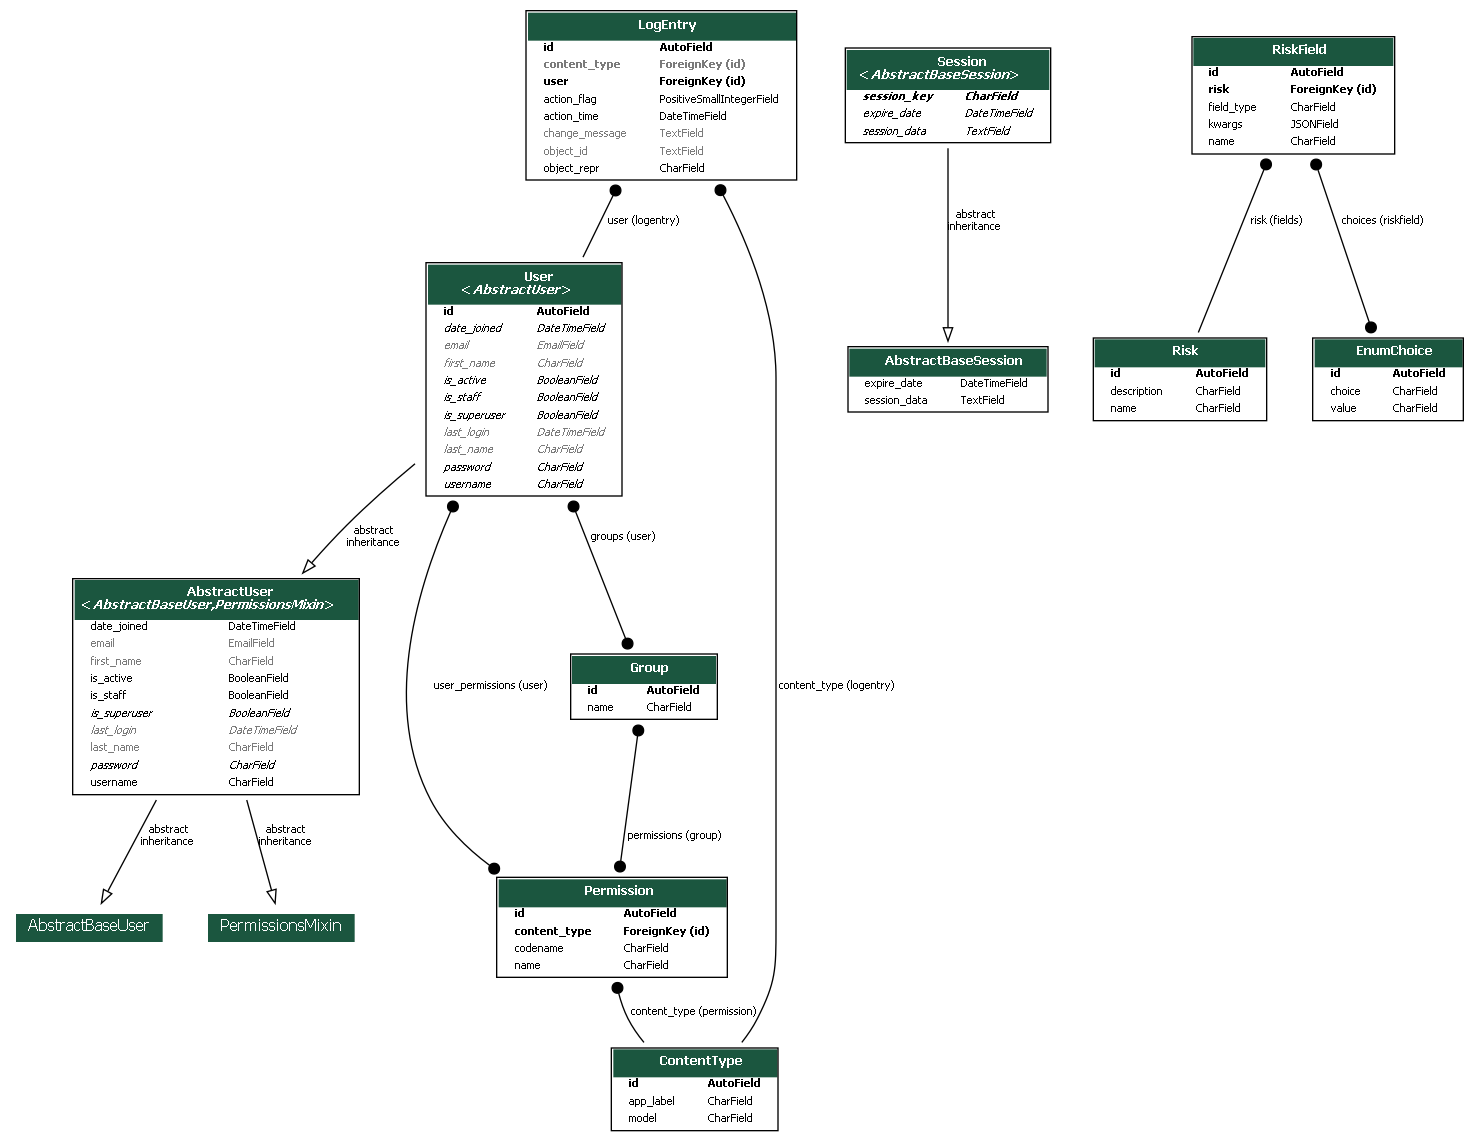 LogEntry
id AutoField
content_type ForeignKey (id)
user ForeignKey (id)
action_flag PositiveSmallIntegerField
action_time DateTimeField
change_message TextField
object_id TextField
object_repr CharField
Session
<AbstractBaseSession>
session_key CharField
expire_date DateTimeField
session_data TextField
RiskField
id AutoField
risk ForeignKey (id)
field_type CharField
kwargs JSONField
name CharField
user (logentry)
abstract
inheritance
risk (fields)
choices (riskfield)
User
<AbstractUser>
id AutoField
date_joined DateTimeField
email EmailField
first_name CharField
is_active BooleanField
is_staff BooleanField
is_superuser BooleanField
last_login DateTimeField
last_name CharField
password CharField
username CharField
AbstractBaseSession
expire_date DateTimeField
session_data TextField
Risk
id AutoField
description CharField
name CharField
EnumChoice
id AutoField
choice CharField
value CharField
abstract
inheritance
groups (user)
AbstractUser
<AbstractBaseUser,PermissionsMixin>
date_joined DateTimeField
email EmailField
first_name CharField
is_active BooleanField
is_staff BooleanField
is_superuser BooleanField
last_login DateTimeField
last_name CharField
password CharField
username CharField
user_permissions (user)
Group
id AutoField
name CharField
content_type (logentry)
abstract
inheritance
abstract
inheritance
permissions (group)
AbstractBaseUser
PermissionsMixin
Permission
id AutoField
content_type ForeignKey (id)
codename CharField
name CharField
content_type (permission)
ContentType
id AutoField
app_label CharField
model CharField